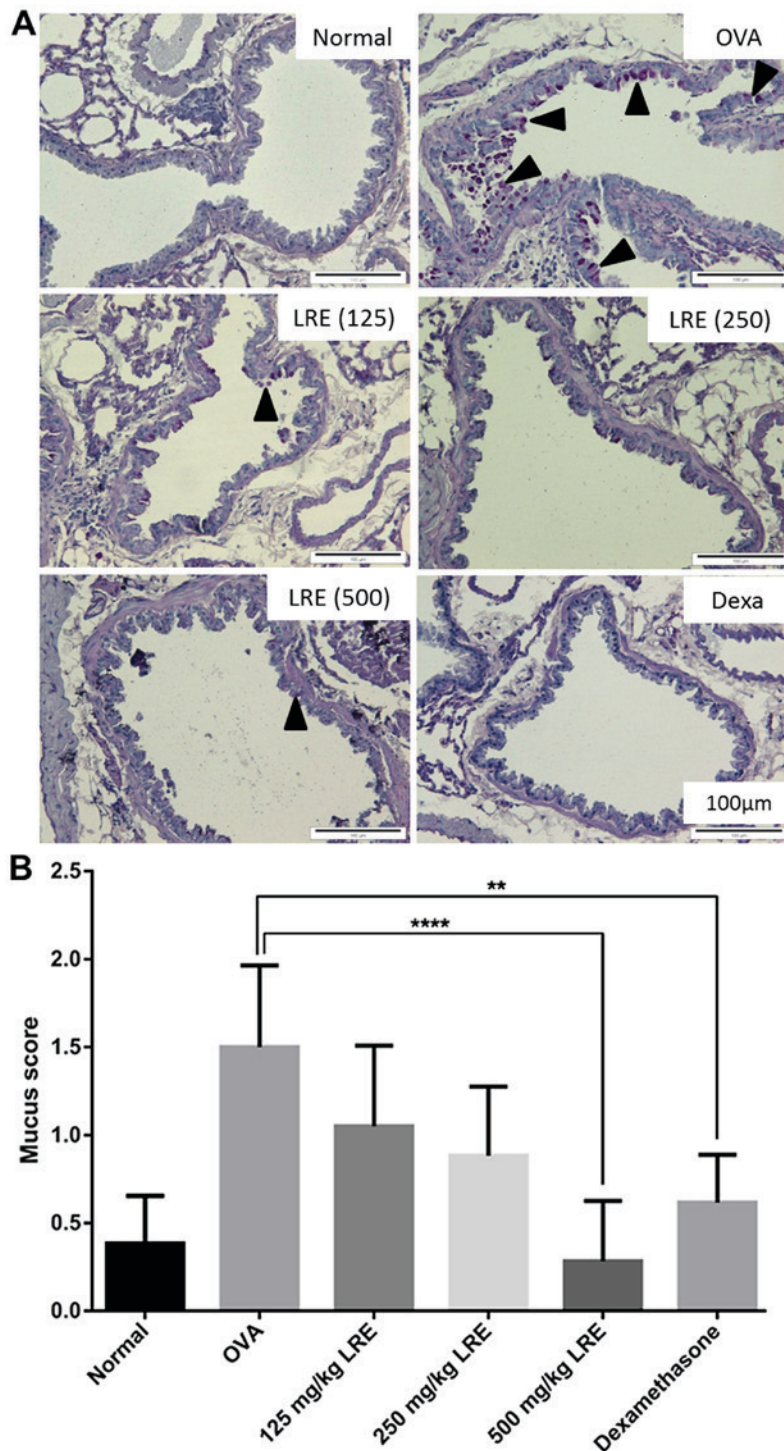 A
Normal
OVA
LRE (125)
LRE (250)
LRE (500)
Dexa
100μm
B
2.5
2.0
1.5
1.0
0.5
0.0
Mucus score
**
****
Normal
OVA
125 mg/kg LRE
250 mg/kg LRE
500 mg/kg LRE
Dexamethasone